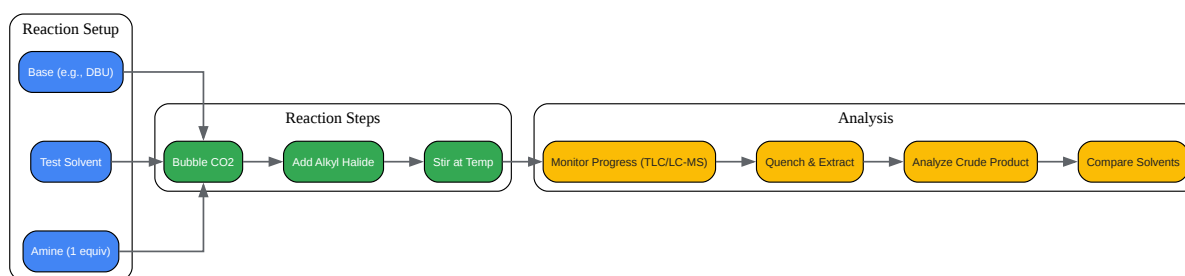 Reaction Setup
Base (e.g., DBU)
Test Solvent
Amine (1 equiv)
Reaction Steps
Bubble CO2
Add Alkyl Halide
Stir at Temp
Analysis
Monitor Progress (TLC/LC-MS)
Quench & Extract
Analyze Crude Product
Compare Solvents